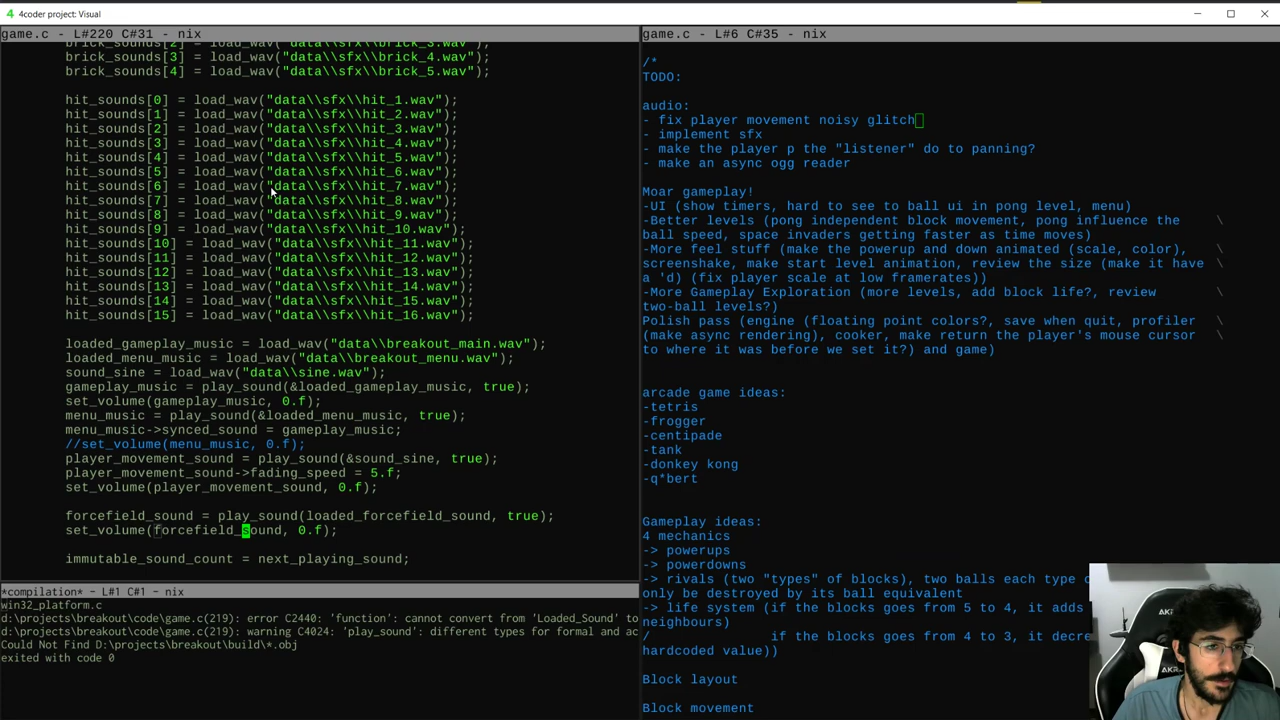 4coder project: Visual
game.c - L#220 C#31 - nix
brick_sounds[2] = load_wav("data\\sfx\\brick_3.wav");
brick_sounds[3] = load_wav("data\\sfx\\brick_4.wav");
brick_sounds[4] = load_wav("data\\sfx\\brick_5.wav");
hit_sounds[0] = load_wav("data\\sfx\\hit_1.wav");
hit_sounds[1] = load_wav("data\\sfx\\hit_2.wav");
hit_sounds[2] = load_wav("data\\sfx\\hit_3.wav");
hit_sounds[3] = load_wav("data\\sfx\\hit_4.wav");
hit_sounds[4] = load_wav("data\\sfx\\hit_5.wav");
hit_sounds[5] = load_wav("data\\sfx\\hit_6.wav");
hit_sounds[6] = load_wav("data\\sfx\\hit_7.wav");
hit_sounds[7] = load_wav("data\\sfx\\hit_8.wav");
hit_sounds[8] = load_wav("data\\sfx\\hit_9.wav");
hit_sounds[9] = load_wav("data\\sfx\\hit_10.wav");
hit_sounds[10] = load_wav("data\\sfx\\hit_11.wav");
hit_sounds[11] = load_wav("data\\sfx\\hit_12.wav");
hit_sounds[12] = load_wav("data\\sfx\\hit_13.wav");
hit_sounds[13] = load_wav("data\\sfx\\hit_14.wav");
hit_sounds[14] = load_wav("data\\sfx\\hit_15.wav");
hit_sounds[15] = load_wav("data\\sfx\\hit_16.wav");
loaded_gameplay_music = load_wav("data\\breakout_main.wav");
loaded_menu_music = load_wav("data\\breakout_menu.wav");
sound_sine = load_wav("data\\sine.wav");
gameplay_music = play_sound(&loaded_gameplay_music, true);
set_volume(gameplay_music, 0.f);
menu_music = play_sound(&loaded_menu_music, true);
menu_music->synced_sound = gameplay_music;
//set_volume(menu_music, 0.f);
player_movement_sound = play_sound(&sound_sine, true);
player_movement_sound->fading_speed = 5.f;
set_volume(player_movement_sound, 0.f);
forcefield_sound = play_sound(loaded_forcefield_sound, true);
set_volume(forcefield_sound, 0.f);
immutable_sound_count = next_playing_sound;
*compilation* - L#1 C#1 - nix
win32_platform.c
d:\projects\breakout\code\game.c(219): error C2440: 'function': cannot convert from 'Loaded_Sound' to
d:\projects\breakout\code\game.c(219): warning C4024: 'play_sound': different types for formal and ac
Could Not Find D:\projects\breakout\build\*.obj
exited with code 0
game.c - L#6 C#35 - nix
/*
TODO:
audio:
- fix player movement noisy glitch
- implement sfx
- make the player p the "listener" do to panning?
- make an async ogg reader
Moar gameplay!
-UI (show timers, hard to see to ball ui in pong level, menu)
-Better levels (pong independent block movement, pong influence the \
ball speed, space invaders getting faster as time moves)
-More feel stuff (make the powerup and down animated (scale, color), \
screenshake, make start level animation, review the size (make it have \
a 'd) (fix player scale at low framerates))
-More Gameplay Exploration (more levels, add block life?, review \
two-ball levels?)
Polish pass (engine (floating point colors?, save when quit, profiler \
(make async rendering), cooker, make return the player's mouse cursor \
to where it was before we set it?) and game)
arcade game ideas:
-tetris
-frogger
-centipade
-tank
-donkey kong
-q*bert
Gameplay ideas:
4 mechanics
-> powerups
-> powerdowns
-> rivals (two "types" of blocks), two balls each type
only be destroyed by its ball equivalent
-> life system (if the blocks goes from 5 to 4, it adds
neighbours)
/ if the blocks goes from 4 to 3, it decre
hardcoded value))
Block layout
Block movement